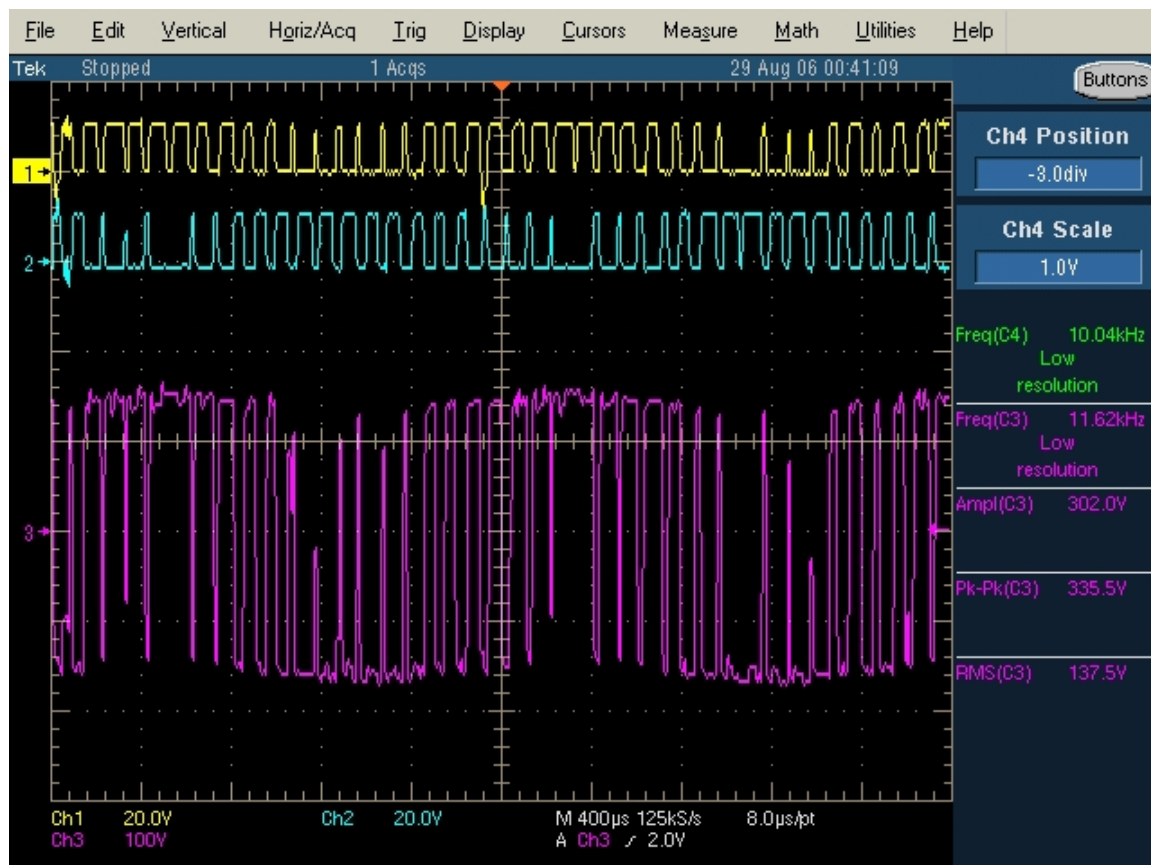 File Edit Vertical Horiz/Acq Trig Display Cursors Measure Math Utilities Help
Tek Stopped 1 Acqs 29 Aug 06 00:41:09
Buttons
Ch4 Position
-3.0div
Ch4 Scale
1.0V
1
2
3
Freq(C4) 10.04kHz
Low
resolution
Freq(C3) 11.62kHz
Low
resolution
Ampl(C3) 302.0V
Pk-Pk(C3) 335.5V
RMS(C3) 137.5V
Ch1 20.0V Ch2 20.0V M 400µs 125kS/s 8.0µs/pt
Ch3 100V A Ch3 / 2.0V